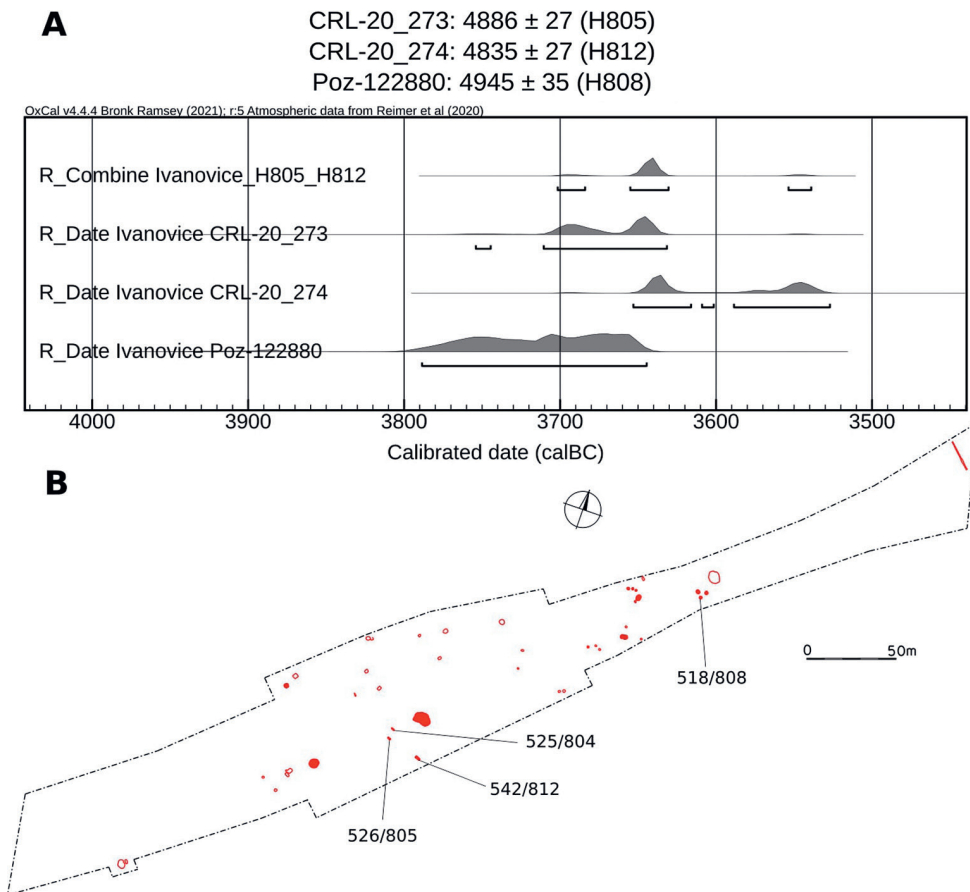 A
CRL-20_273: 4886 ± 27 (H805)
CRL-20_274: 4835 ± 27 (H812)
Poz-122880: 4945 ± 35 (H808)
OxCal v4.4.4 Bronk Ramsey (2021); r:5 Atmospheric data from Reimer et al (2020)
R_Combine Ivanovice_H805_H812
R_Date Ivanovice CRL-20_273
R_Date Ivanovice CRL-20_274
R_Date Ivanovice Poz-122880
4000 3900 3800 3700 3600 3500
Calibrated date (calBC)
B
0 50m
518/808
525/804
542/812
526/805